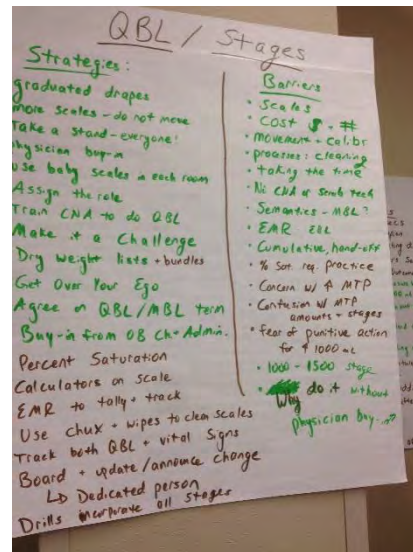 QBL / Stages
Strategies:
graduated drapes
more scales - do not move
Take a stand - everyone!
physician buy-in
use baby scales in each room
Assign the role
Train CNA to do QBL
Make it a Challenge
Dry weight lists + bundles
Get Over Your Ego
Agree on QBL/MBL term
Buy-in from OB Ch + Admin.
Percent Saturation
Calculators on scale
EMR to tally + track
Use chux + wipes to clean scales
Track both QBL + vital signs
Board + update/announce change
↳ Dedicated person
Drills incorporate all stages
Barriers
• Scales
• COST $ • #
• movement + calibr
• processes: cleaning
• taking the time
• No CNA or Scrub tech
• Semantics - MBL?
• EMR EBL
• Cumulative, hand-off
• % Sat. req. practice
• Concern w/ ↑ MTP
• Confusion w/ MTP
amounts + stages
• fear of punitive action
for ↑ 1000 mL
• 1000 - 1500 stage
• Why do it without
physician buy-in?